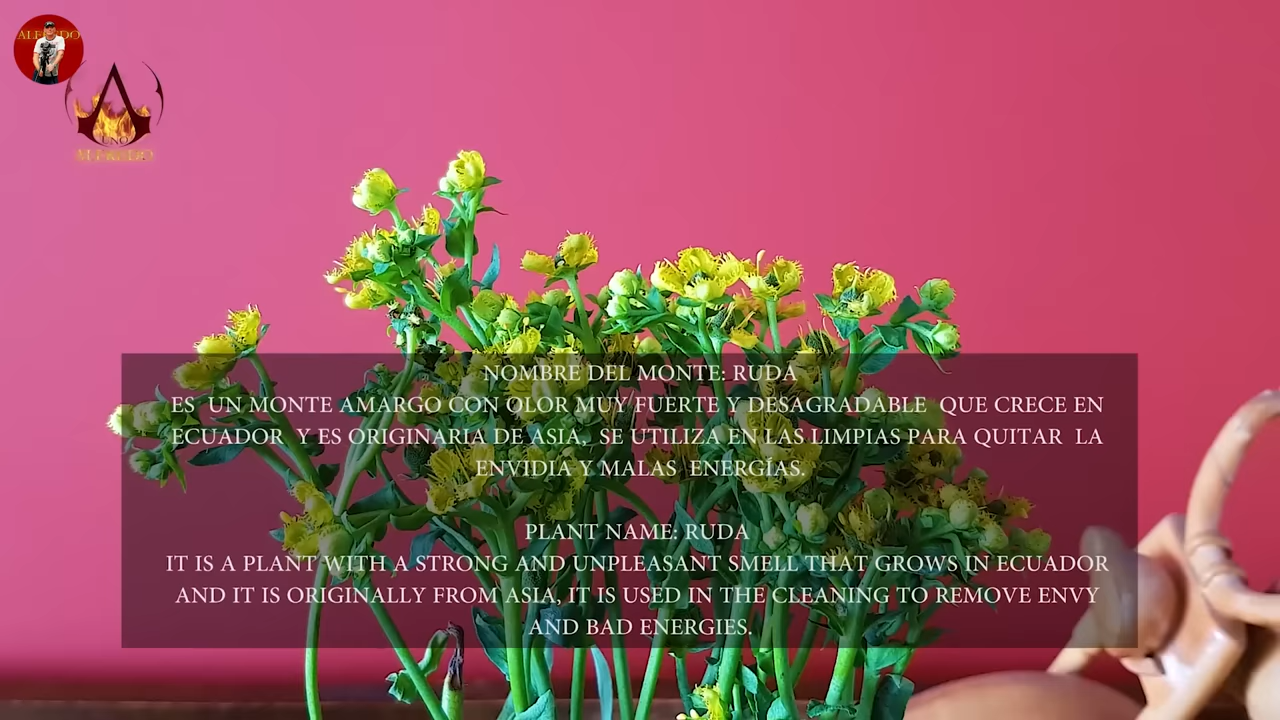 ALFREDO
UNO
ALFREDO
NOMBRE DEL MONTE: RUDA
ES UN MONTE AMARGO CON OLOR MUY FUERTE Y DESAGRADABLE QUE CRECE EN
ECUADOR Y ES ORIGINARIA DE ASIA, SE UTILIZA EN LAS LIMPIAS PARA QUITAR LA
ENVIDIA Y MALAS ENERGÍAS.
PLANT NAME: RUDA
IT IS A PLANT WITH A STRONG AND UNPLEASANT SMELL THAT GROWS IN ECUADOR
AND IT IS ORIGINALLY FROM ASIA, IT IS USED IN THE CLEANING TO REMOVE ENVY
AND BAD ENERGIES.